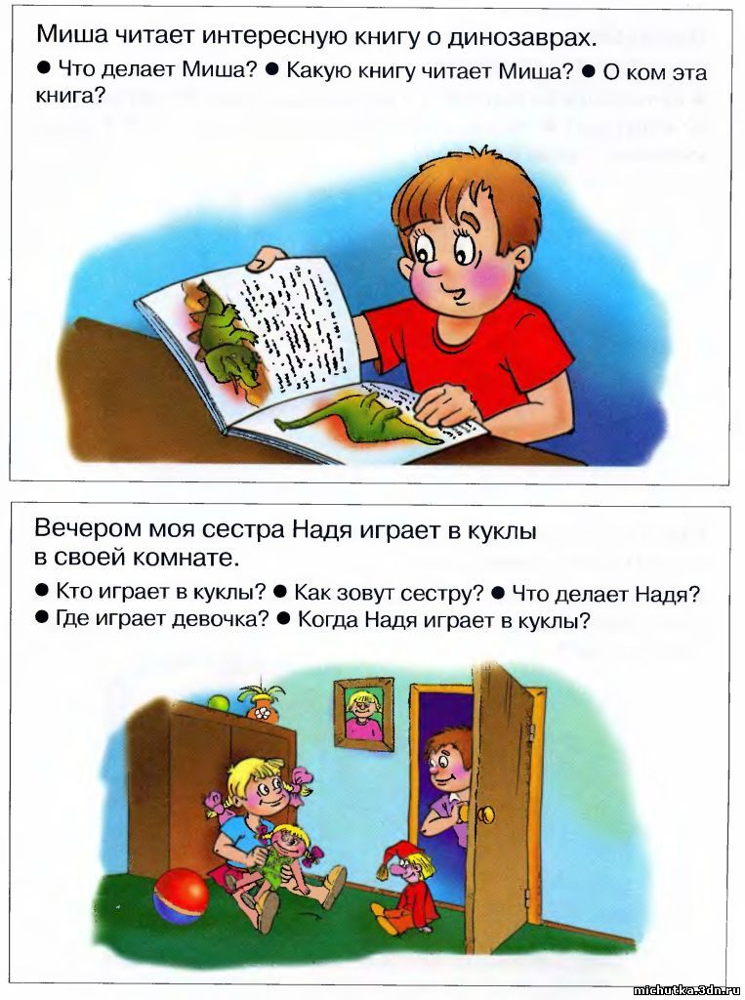 Миша читает интересную книгу о динозаврах.
● Что делает Миша? ● Какую книгу читает Миша? ● О ком эта
книга?
Вечером моя сестра Надя играет в куклы
в своей комнате.
● Кто играет в куклы? ● Как зовут сестру? ● Что делает Надя?
● Где играет девочка? ● Когда Надя играет в куклы?
michutka.3dn.ru